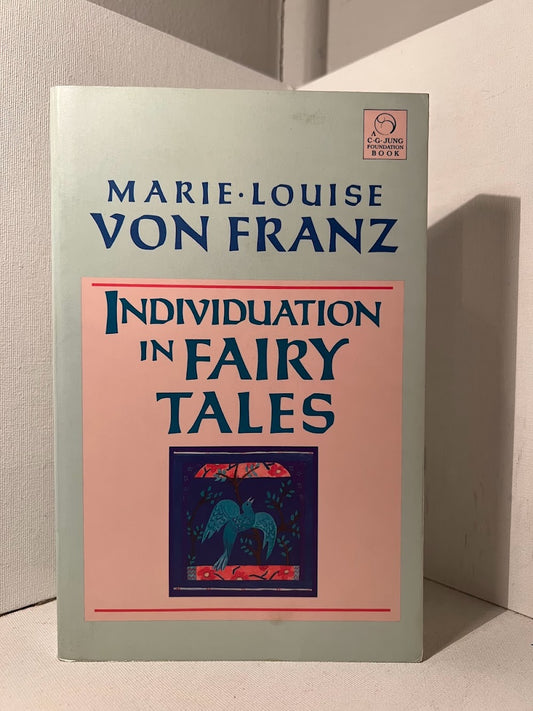 A
C·G·JUNG
FOUNDATION
BOOK
MARIE·LOUISE
VON FRANZ
INDIVIDUATION
IN FAIRY
TALES